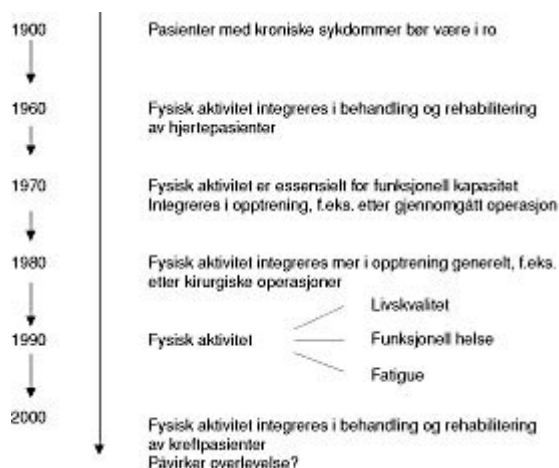 1900 Pasienter med kroniske sykdommer bør være i ro
1960 Fysisk aktivitet integreres i behandling og rehabilitering
av hjertepasienter
1970 Fysisk aktivitet er essensielt for funksjonell kapasitet
Integreres i opptrening, f.eks. etter gjennomgått operasjon
1980 Fysisk aktivitet integreres mer i opptrening generelt, f.eks.
etter kirurgiske operasjoner
Livskvalitet
1990 Fysisk aktivitet Funksjonell helse
Fatigue
2000 Fysisk aktivitet integreres i behandling og rehabilitering
av kreftpasienter
Påvirker overlevelse?